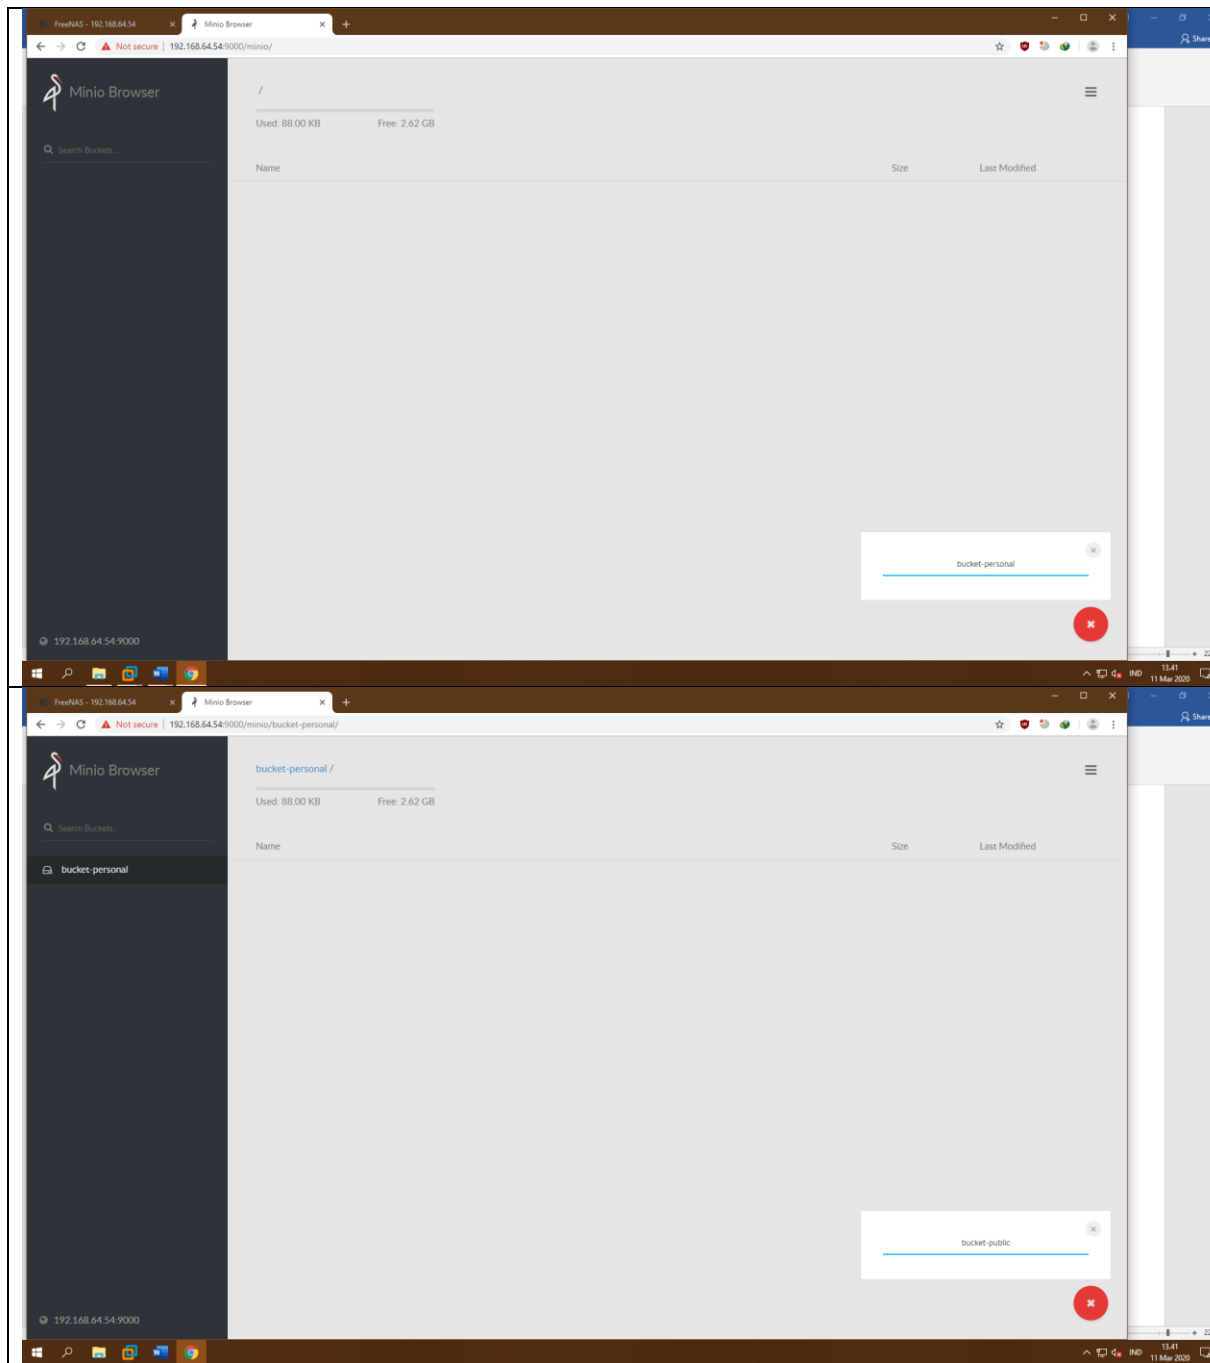 FreeNAS - 192.168.64.54
Minio Browser
Share
Not secure | 192.168.64.54:9000/minio/
Minio Browser
/
Used: 88.00 KB Free: 2.62 GB
Search Buckets...
Name Size Last Modified
bucket-personal
192.168.64.54:9000
IND 13.41
11 Mar 2020
FreeNAS - 192.168.64.54
Minio Browser
Share
Not secure | 192.168.64.54:9000/minio/bucket-personal/
Minio Browser
bucket-personal /
Used: 88.00 KB Free: 2.62 GB
Search Buckets...
Name Size Last Modified
bucket-personal
bucket-public
192.168.64.54:9000
IND 13.41
11 Mar 2020